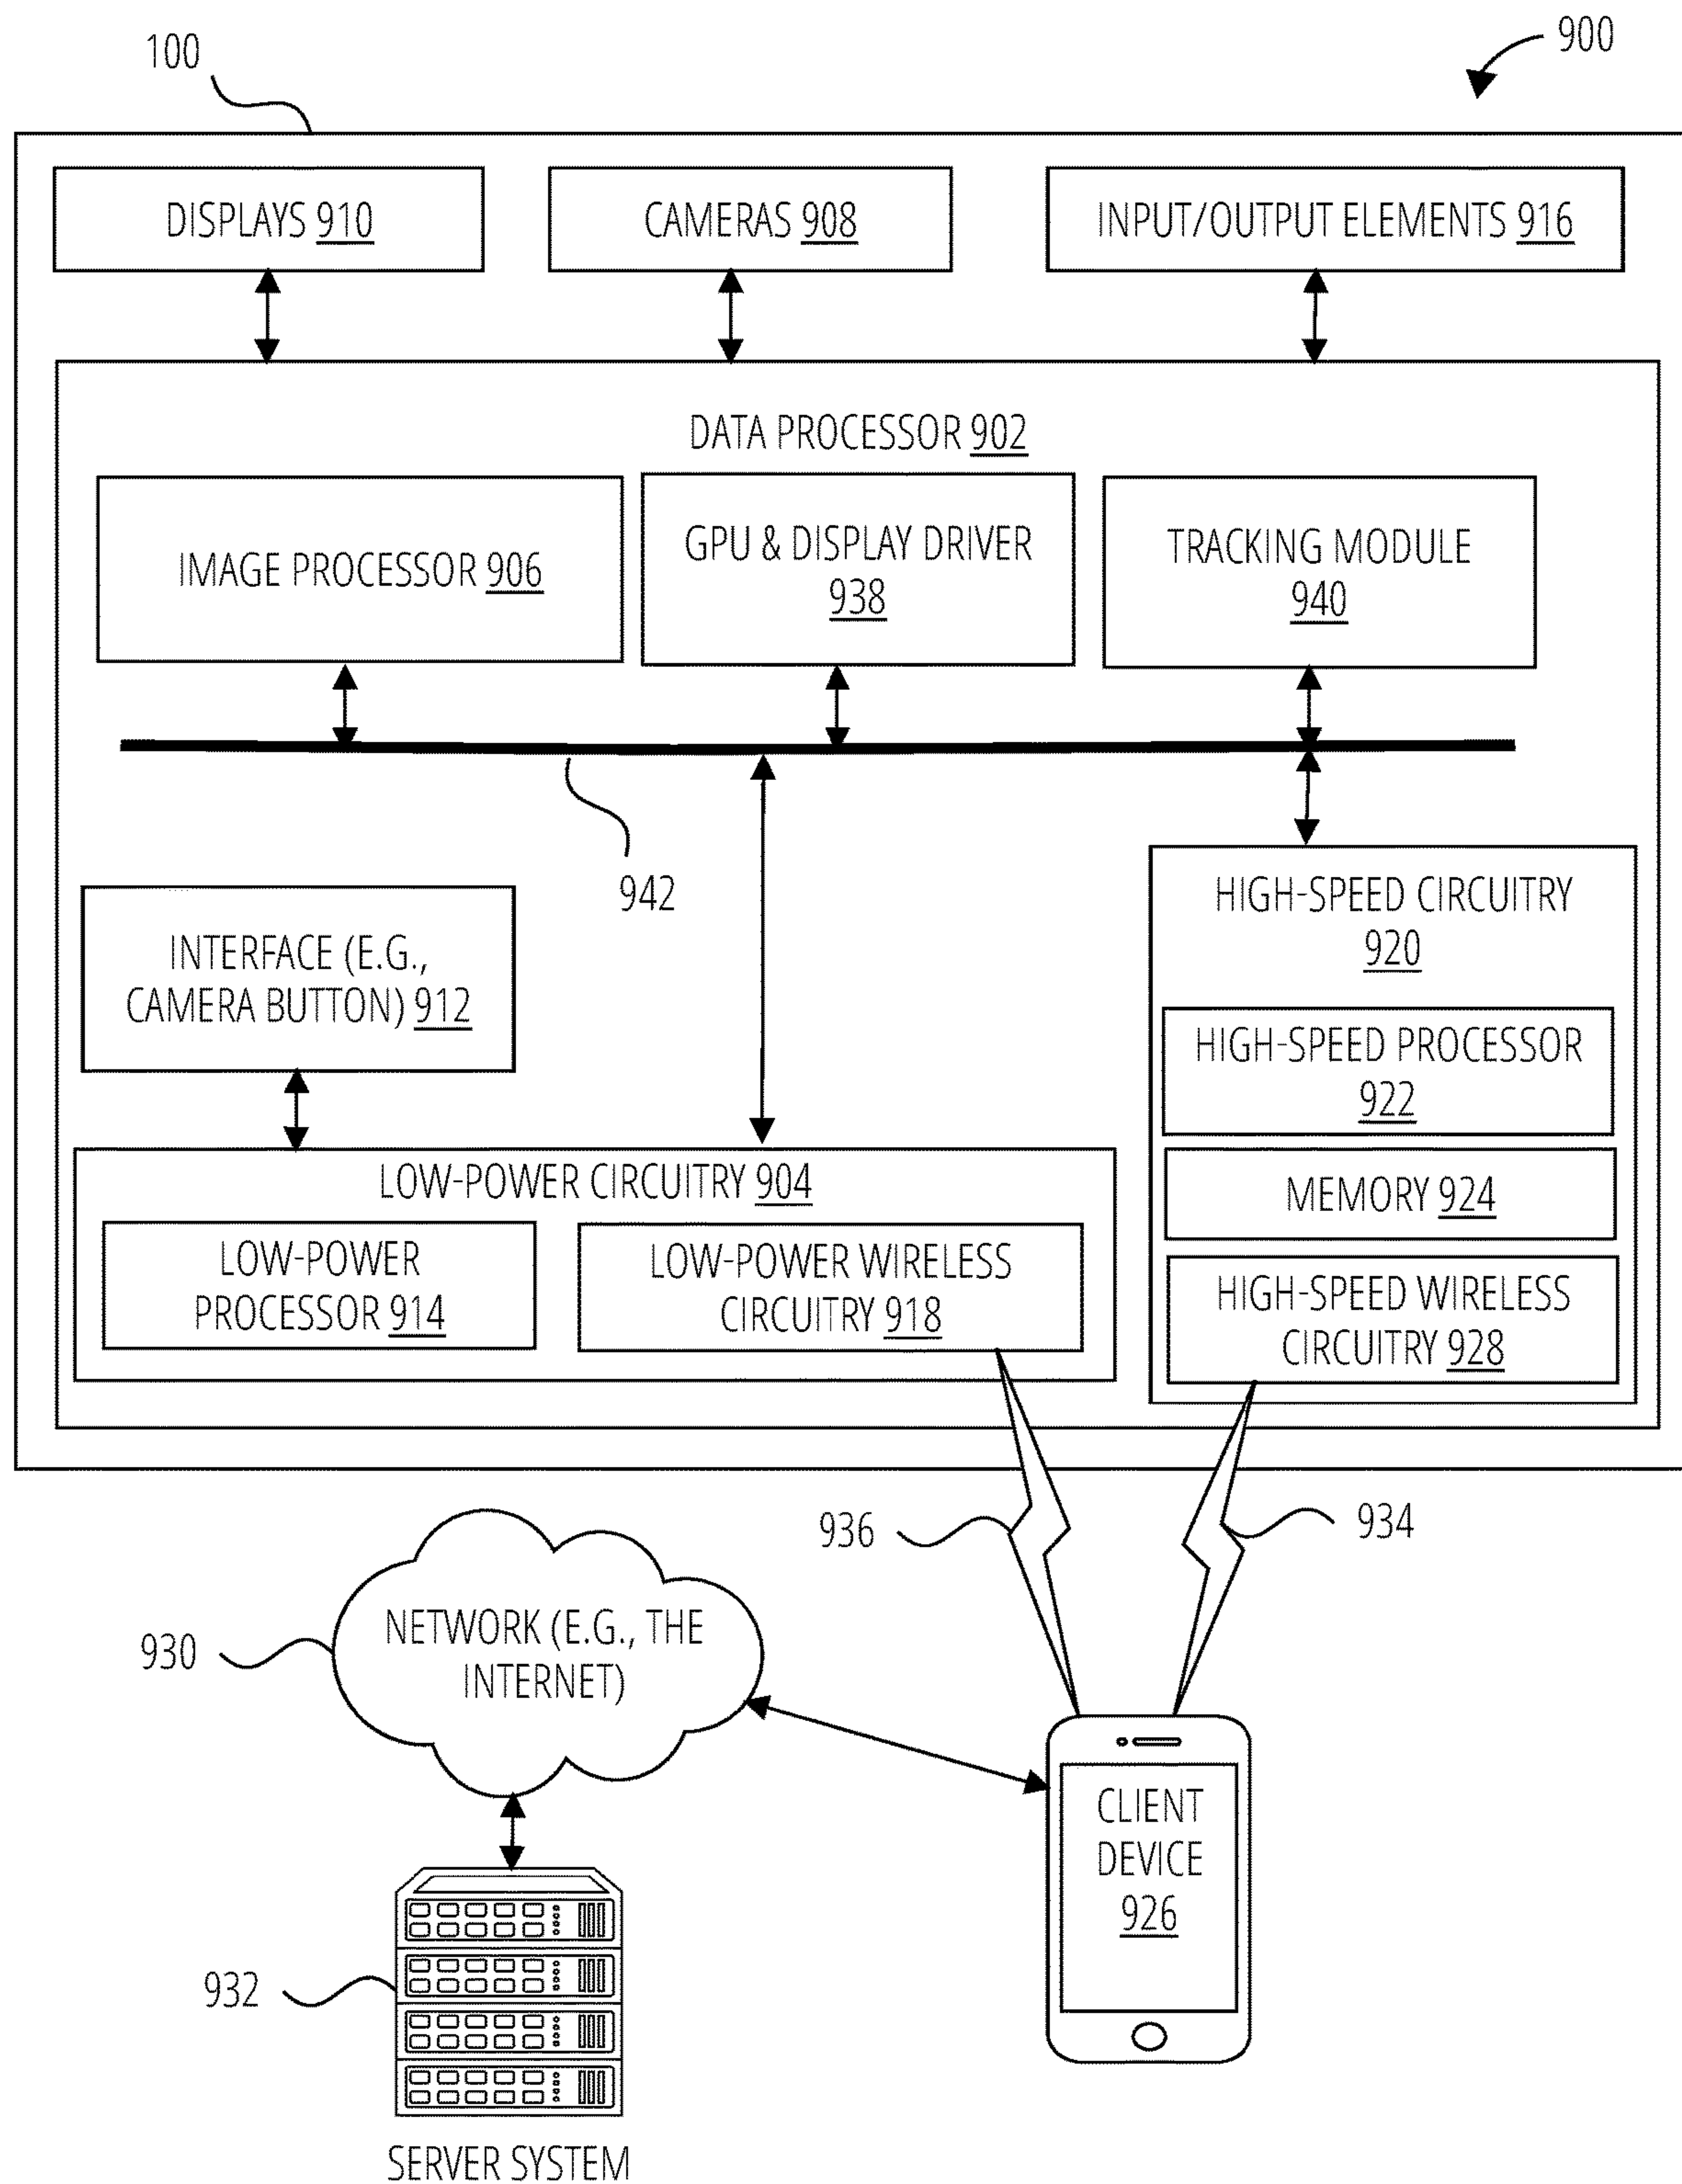 100
900
DISPLAYS 910
CAMERAS 908
INPUT/OUTPUT ELEMENTS 916
DATA PROCESSOR 902
IMAGE PROCESSOR 906
GPU & DISPLAY DRIVER
938
TRACKING MODULE
940
942
INTERFACE (E.G.,
CAMERA BUTTON) 912
HIGH-SPEED CIRCUITRY
920
HIGH-SPEED PROCESSOR
922
MEMORY 924
HIGH-SPEED WIRELESS
CIRCUITRY 928
LOW-POWER CIRCUITRY 904
LOW-POWER
PROCESSOR 914
LOW-POWER WIRELESS
CIRCUITRY 918
936
934
930
NETWORK (E.G., THE
INTERNET)
CLIENT
DEVICE
926
932
SERVER SYSTEM